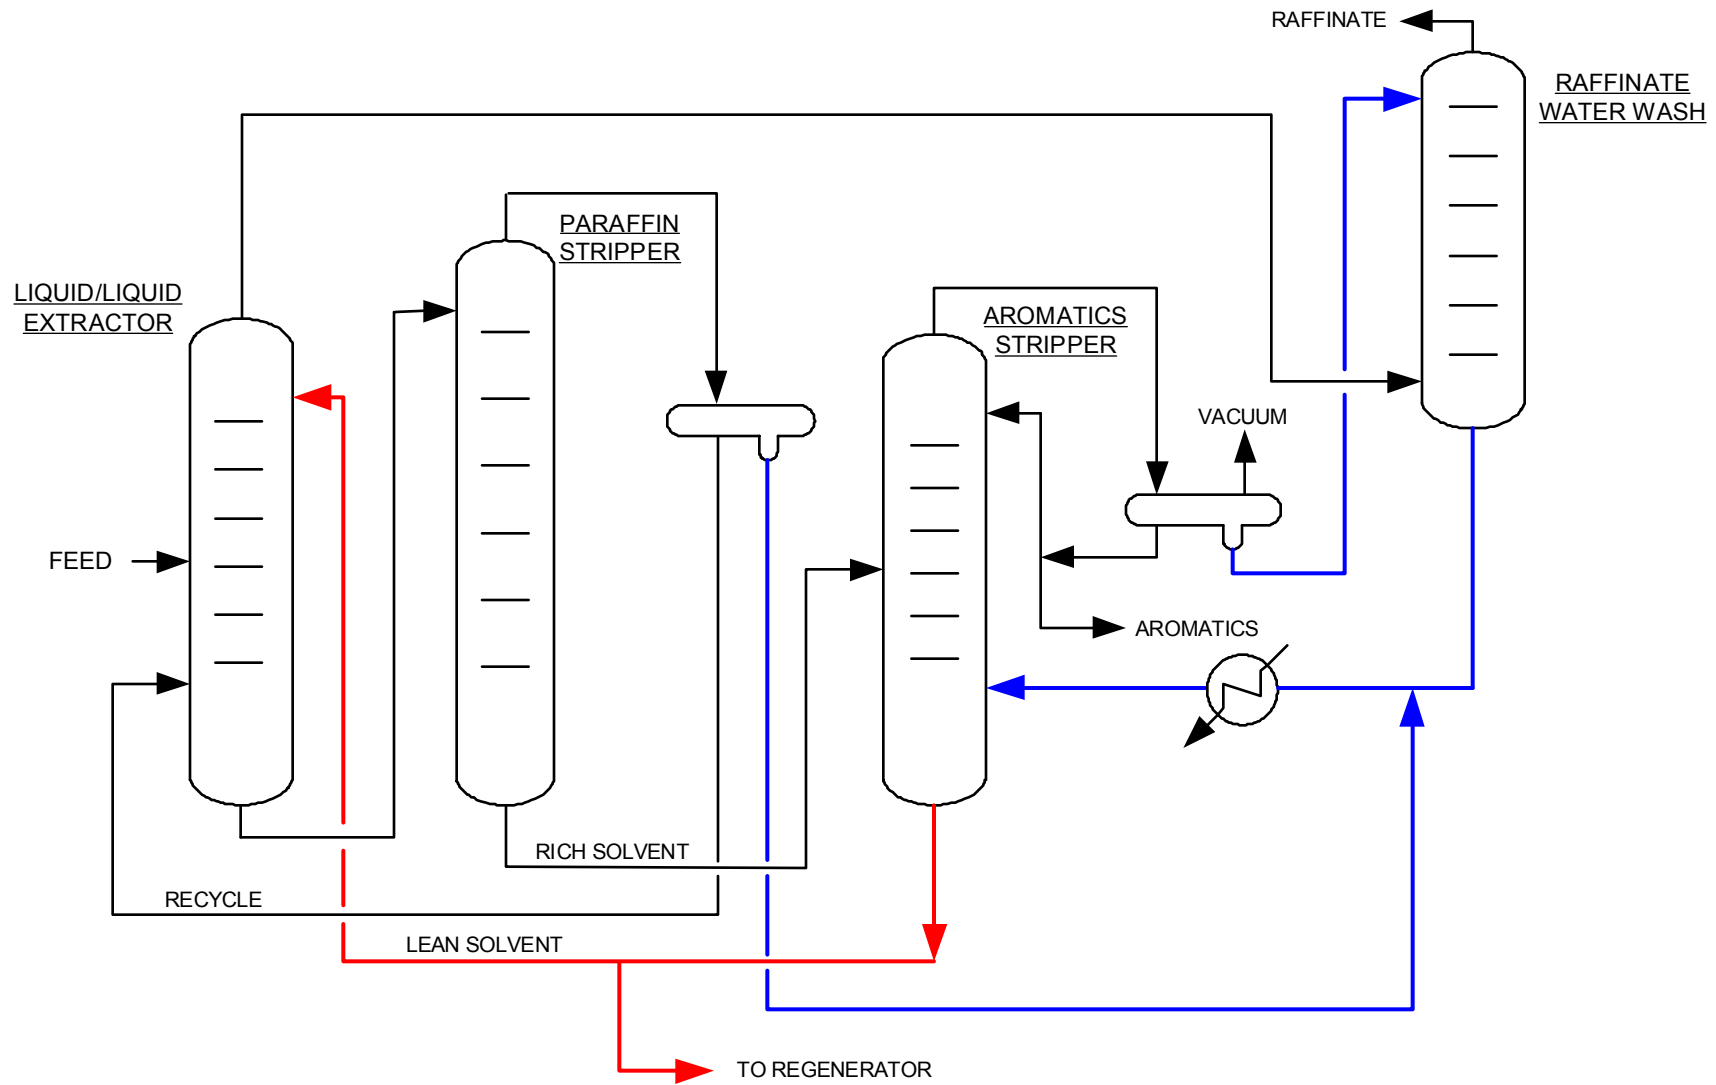 RAFFINATE
RAFFINATE
WATER WASH
PARAFFIN
STRIPPER
LIQUID/LIQUID
EXTRACTOR
AROMATICS
STRIPPER
VACUUM
FEED
AROMATICS
RICH SOLVENT
RECYCLE
LEAN SOLVENT
TO REGENERATOR